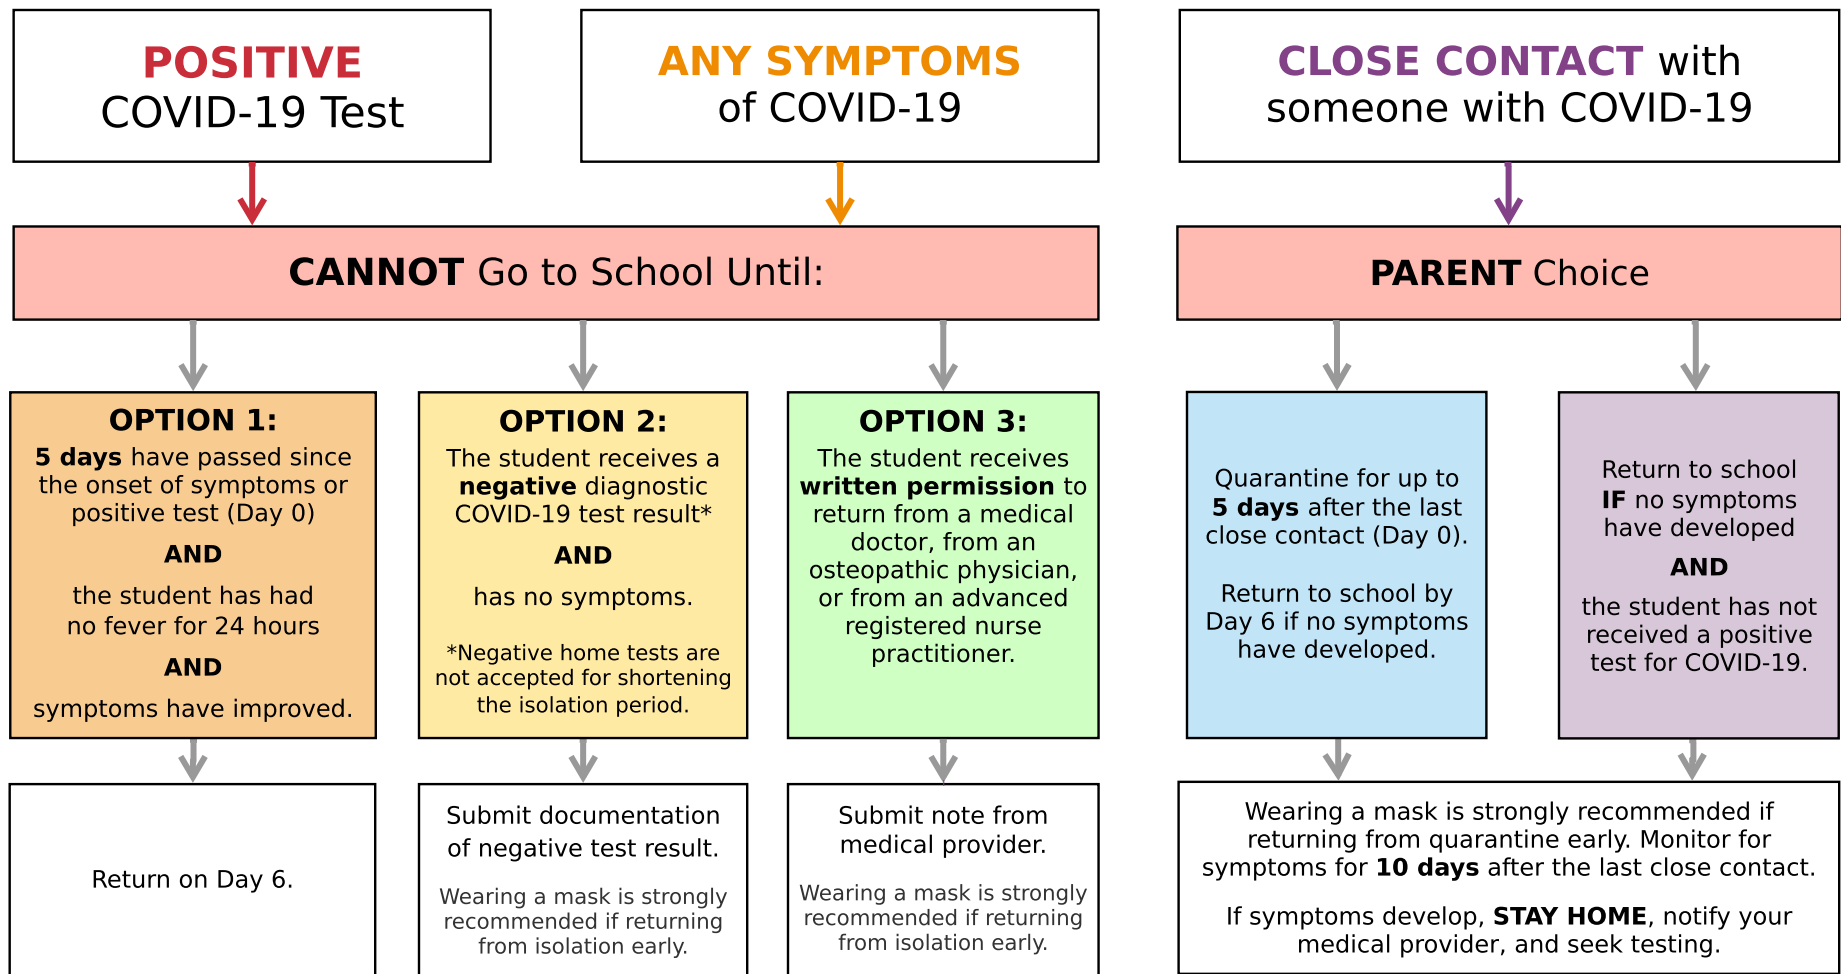 POSITIVE
COVID-19 Test
ANY SYMPTOMS
of COVID-19
CLOSE CONTACT with
someone with COVID-19
CANNOT Go to School Until:
PARENT Choice
OPTION 1:
5 days have passed since
the onset of symptoms or
positive test (Day 0)
AND
the student has had
no fever for 24 hours
AND
symptoms have improved.
OPTION 2:
The student receives a
negative diagnostic
COVID-19 test result*
AND
has no symptoms.
*Negative home tests are
not accepted for shortening
the isolation period.
OPTION 3:
The student receives
written permission to
return from a medical
doctor, from an
osteopathic physician,
or from an advanced
registered nurse
practitioner.
Quarantine for up to
5 days after the last
close contact (Day 0).
Return to school by
Day 6 if no symptoms
have developed.
Return to school
IF no symptoms
have developed
AND
the student has not
received a positive
test for COVID-19.
Return on Day 6.
Submit documentation
of negative test result.
Wearing a mask is strongly
recommended if returning
from isolation early.
Submit note from
medical provider.
Wearing a mask is strongly
recommended if returning
from isolation early.
Wearing a mask is strongly recommended if
returning from quarantine early. Monitor for
symptoms for 10 days after the last close contact.
If symptoms develop, STAY HOME, notify your
medical provider, and seek testing.